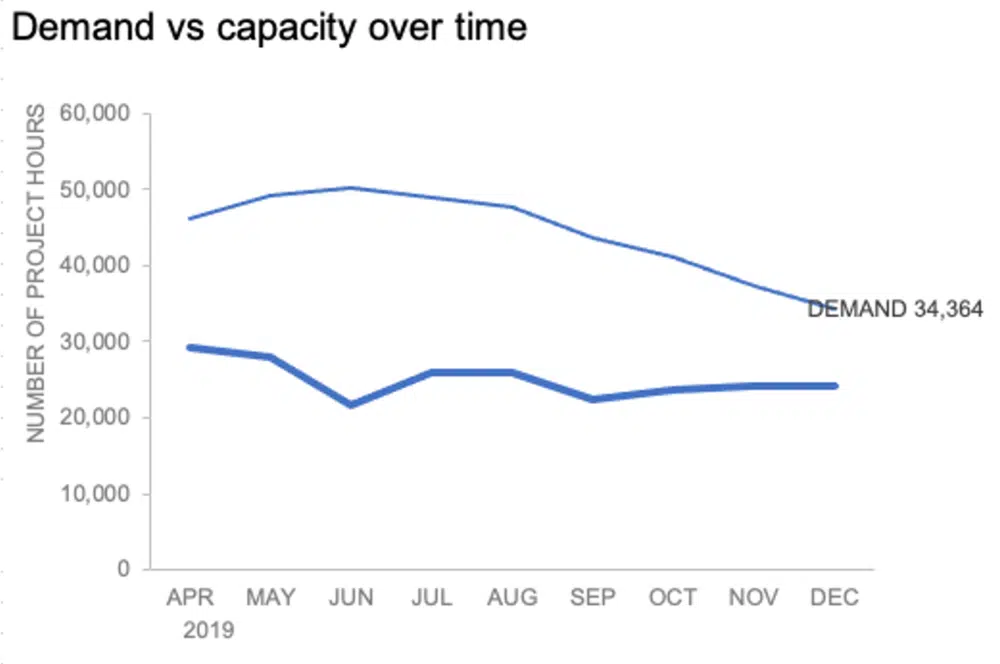 Demand vs capacity over time
NUMBER OF PROJECT HOURS
60,000
50,000
40,000
30,000
20,000
10,000
0
DEMAND 34,364
APR MAY JUN JUL AUG SEP OCT NOV DEC
2019